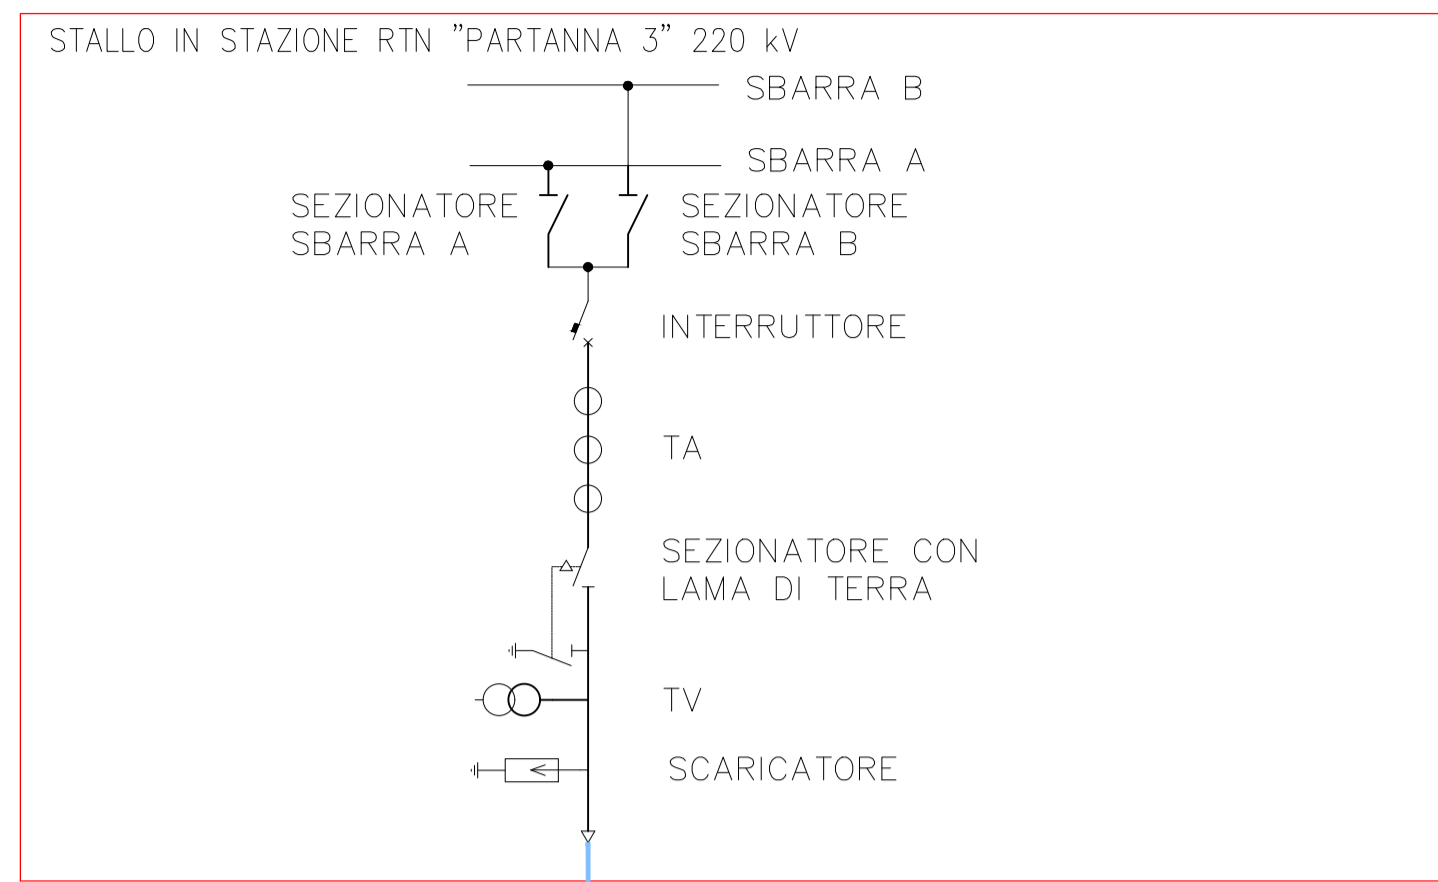 STALLO IN STAZIONE RTN ”PARTANNA 3” 220 kV
SBARRA B
SBARRA A
SEZIONATORE
SBARRA A
SEZIONATORE
SBARRA B
INTERRUTTORE
TA
SEZIONATORE CON
LAMA DI TERRA
TV
SCARICATORE